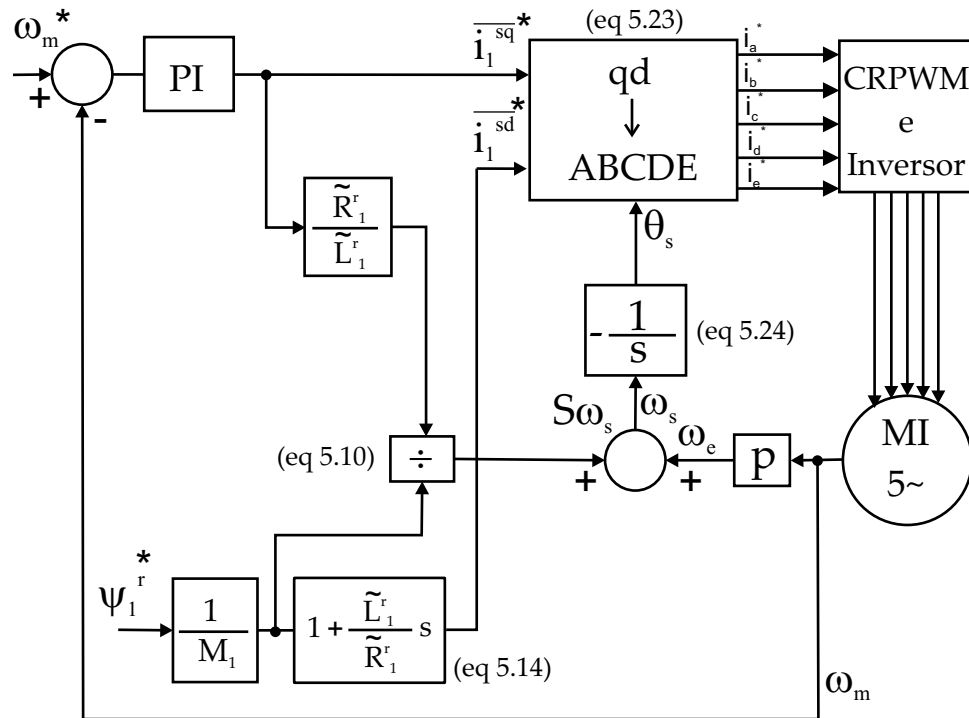 ω_m*
+
-
PI
i_1^sq*
i_1^sd*
(eq 5.23)
qd
↓
ABCDE
i_a*
i_b*
i_c*
i_d*
i_e*
CRPWM
e
Inversor
R̃_1^r
L̃_1^r
θ_s
- 1
s
(eq 5.24)
Sω_s
ω_s
ω_e
+
+
p
MI
5~
(eq 5.10)
÷
ψ_1^r*
1
M_1
1 + L̃_1^r s
R̃_1^r
(eq 5.14)
ω_m